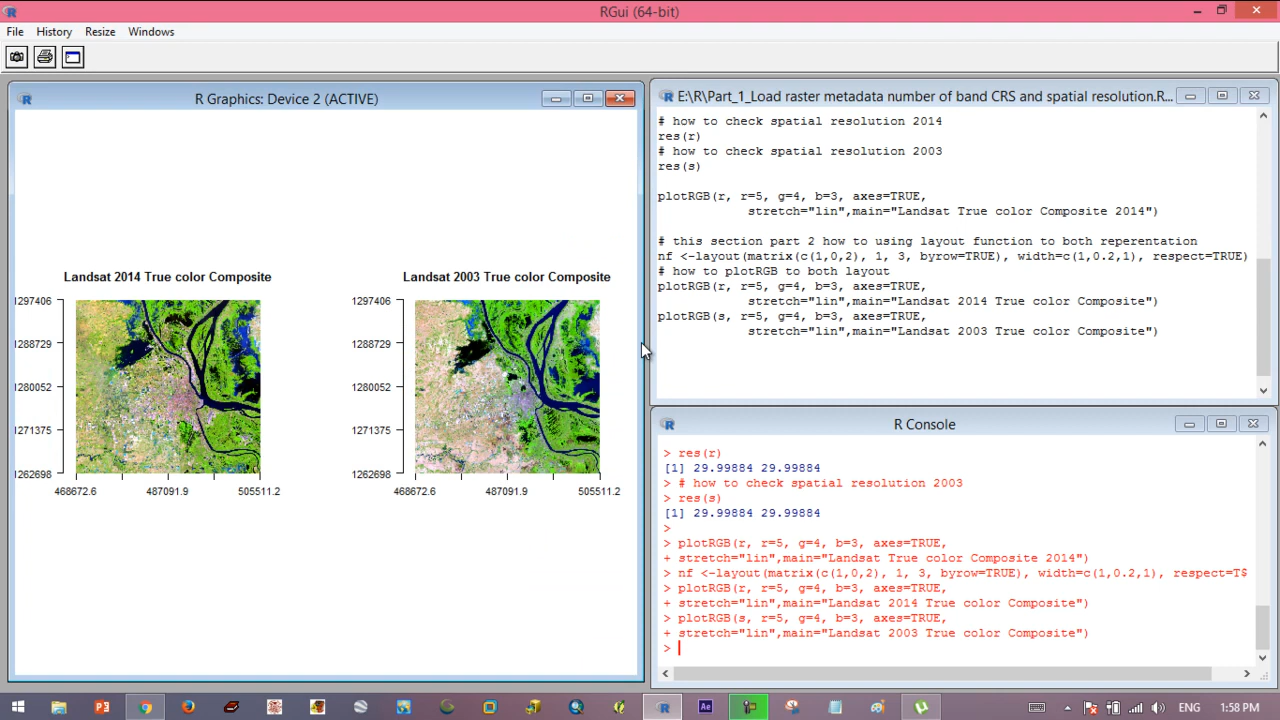 RGui (64-bit)
File History Resize Windows
R Graphics: Device 2 (ACTIVE)
Landsat 2014 True color Composite
1297406
1288729
1280052
1271375
1262698
468672.6 487091.9 505511.2
Landsat 2003 True color Composite
1297406
1288729
1280052
1271375
1262698
468672.6 487091.9 505511.2
E:\R\Part_1_Load raster metadata number of band CRS and spatial resolution.R...
# how to check spatial resolution 2014
res(r)
# how to check spatial resolution 2003
res(s)
plotRGB(r, r=5, g=4, b=3, axes=TRUE,
stretch="lin",main="Landsat True color Composite 2014")
# this section part 2 how to using layout function to both reperentation
nf <-layout(matrix(c(1,0,2), 1, 3, byrow=TRUE), width=c(1,0.2,1), respect=TRUE)
# how to plotRGB to both layout
plotRGB(r, r=5, g=4, b=3, axes=TRUE,
stretch="lin",main="Landsat 2014 True color Composite")
plotRGB(s, r=5, g=4, b=3, axes=TRUE,
stretch="lin",main="Landsat 2003 True color Composite")
R Console
> res(r)
[1] 29.99884 29.99884
> # how to check spatial resolution 2003
> res(s)
[1] 29.99884 29.99884
>
> plotRGB(r, r=5, g=4, b=3, axes=TRUE,
+ stretch="lin",main="Landsat True color Composite 2014")
> nf <-layout(matrix(c(1,0,2), 1, 3, byrow=TRUE), width=c(1,0.2,1), respect=T$
> plotRGB(r, r=5, g=4, b=3, axes=TRUE,
+ stretch="lin",main="Landsat 2014 True color Composite")
> plotRGB(s, r=5, g=4, b=3, axes=TRUE,
+ stretch="lin",main="Landsat 2003 True color Composite")
>
ENG 1:58 PM